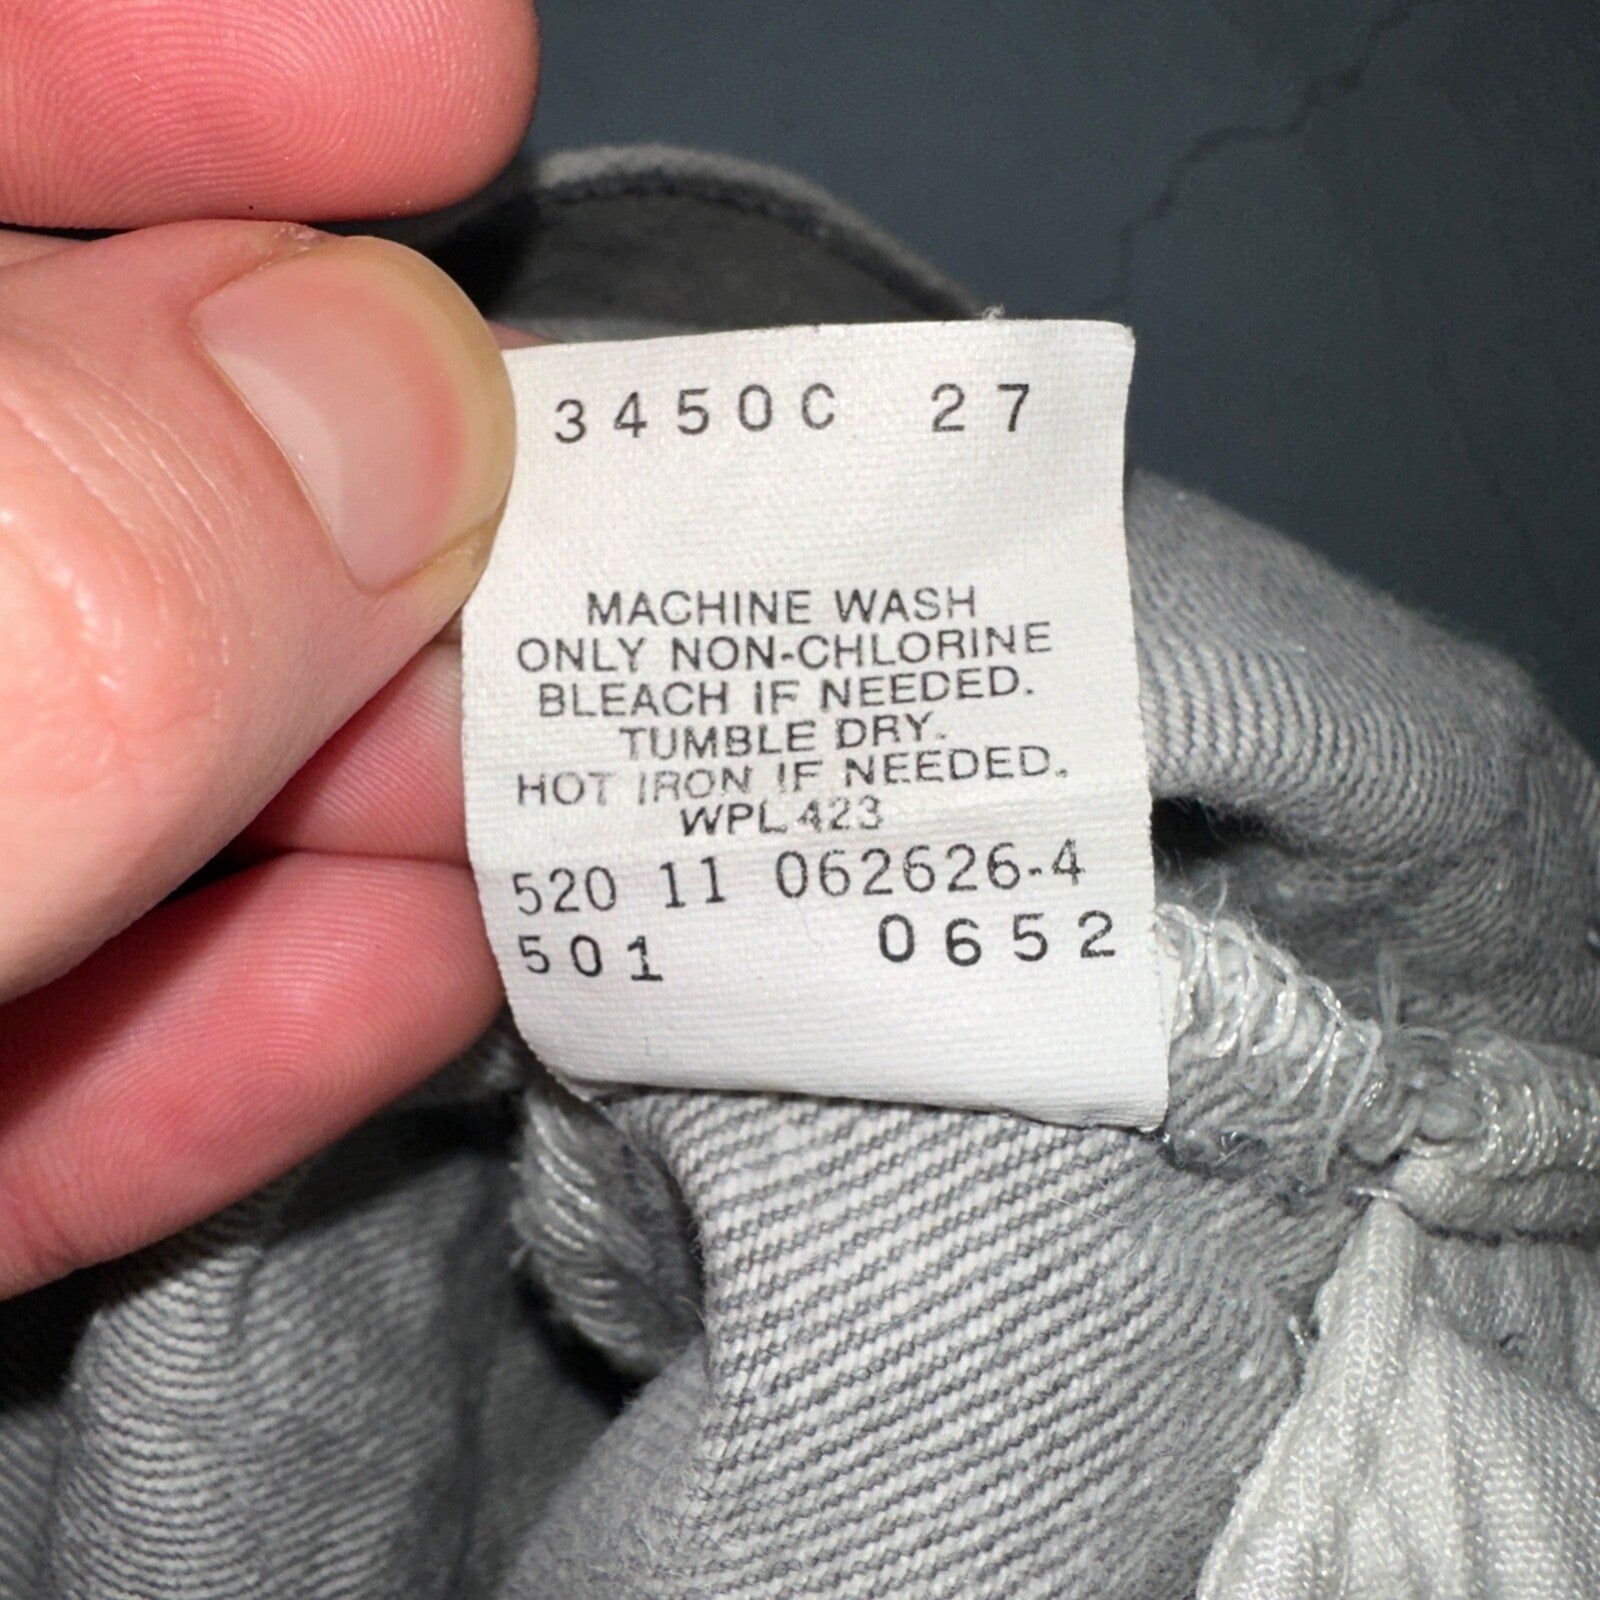 3450C 27
MACHINE WASH
ONLY NON-CHLORINE
BLEACH IF NEEDED.
TUMBLE DRY.
HOT IRON IF NEEDED.
WPL 423
520 11 062626-4
501 0652